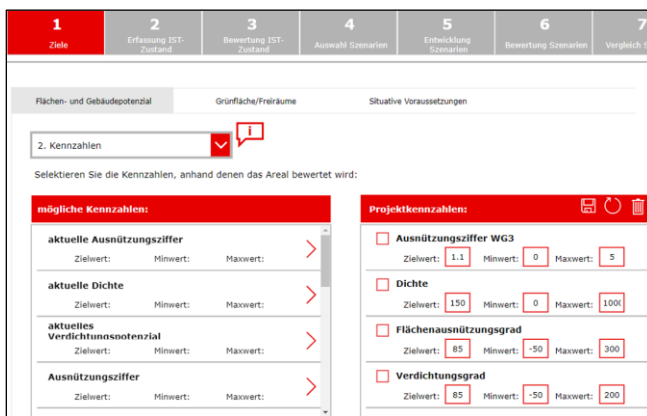 1 2 3 4 5 6 7
Ziele Erfassung IST-Zustand Bewertung IST-Zustand Auswahl Szenarien Entwicklung Szenarien Bewertung Szenarien Vergleich S
Flächen- und Gebäudepotenzial Grünfläche/Freiräume Situative Voraussetzungen
2. Kennzahlen i
Selektieren Sie die Kennzahlen, anhand denen das Areal bewertet wird:
mögliche Kennzahlen:
aktuelle Ausnützungsziffer
Zielwert: Minwert: Maxwert:
aktuelle Dichte
Zielwert: Minwert: Maxwert:
aktuelles
Verdichtungspotenzial
Zielwert: Minwert: Maxwert:
Ausnützungsziffer
Zielwert: Minwert: Maxwert:
Projektkennzahlen:
Ausnützungsziffer WG3
Zielwert: 1.1 Minwert: 0 Maxwert: 5
Dichte
Zielwert: 150 Minwert: 0 Maxwert: 100
Flächenausnützungsgrad
Zielwert: 85 Minwert: -50 Maxwert: 300
Verdichtungsgrad
Zielwert: 85 Minwert: -50 Maxwert: 200